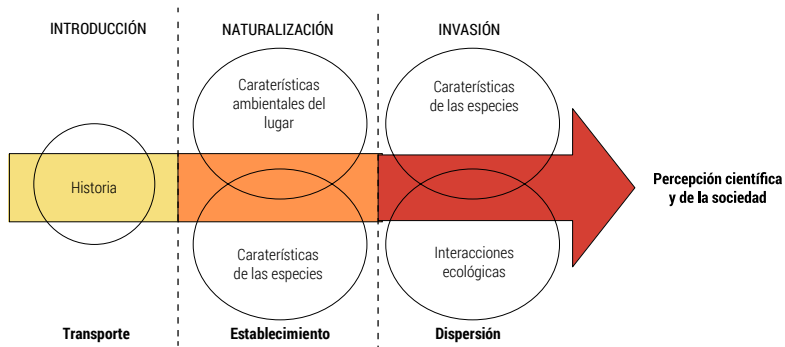 INTRODUCCIÓN
NATURALIZACIÓN
INVASIÓN
Caraterísticas
ambientales del
lugar
Caraterísticas
de las especies
Historia
Percepción científica
y de la sociedad
Caraterísticas
de las especies
Interacciones
ecológicas
Transporte
Establecimiento
Dispersión